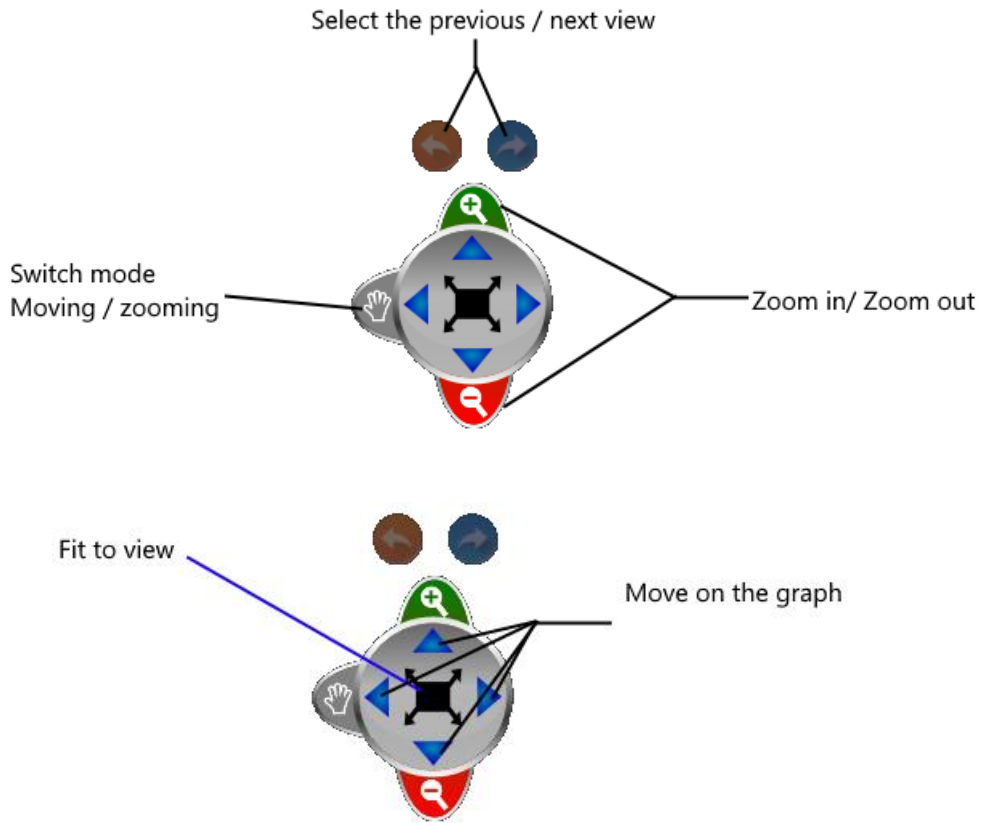 Select the previous / next view
Switch mode
Moving / zooming
Zoom in/ Zoom out
Fit to view
Move on the graph